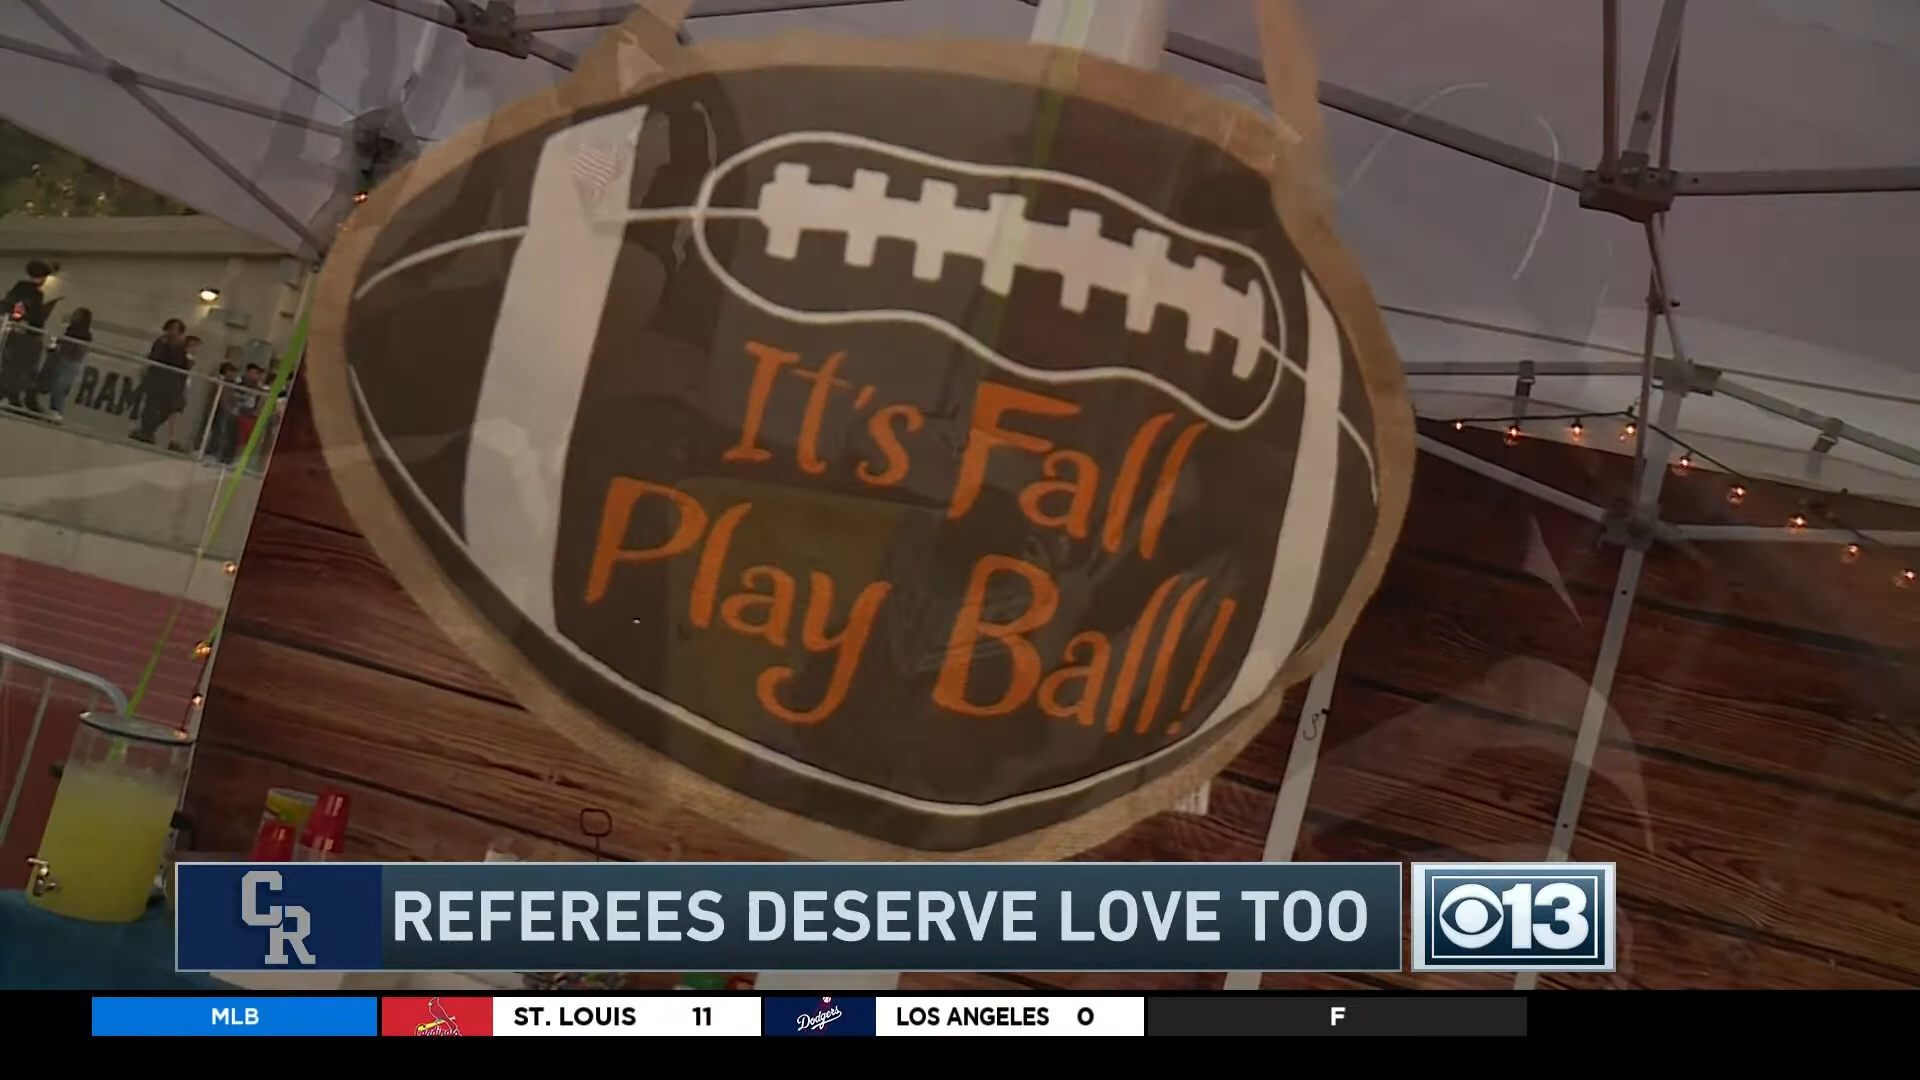 RAM
It's Fall
Play Ball!
CR
REFEREES DESERVE LOVE TOO
13
MLB
Cardinals
ST. LOUIS 11
Dodgers
LOS ANGELES 0
F